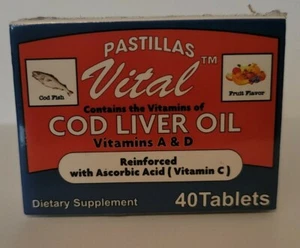 PASTILLAS
Vital™
Cod Fish
Fruit Flavor
Contains the Vitamins of
COD LIVER OIL
Vitamins A & D
Reinforced
with Ascorbic Acid ( Vitamin C )
Dietary Supplement
40Tablets